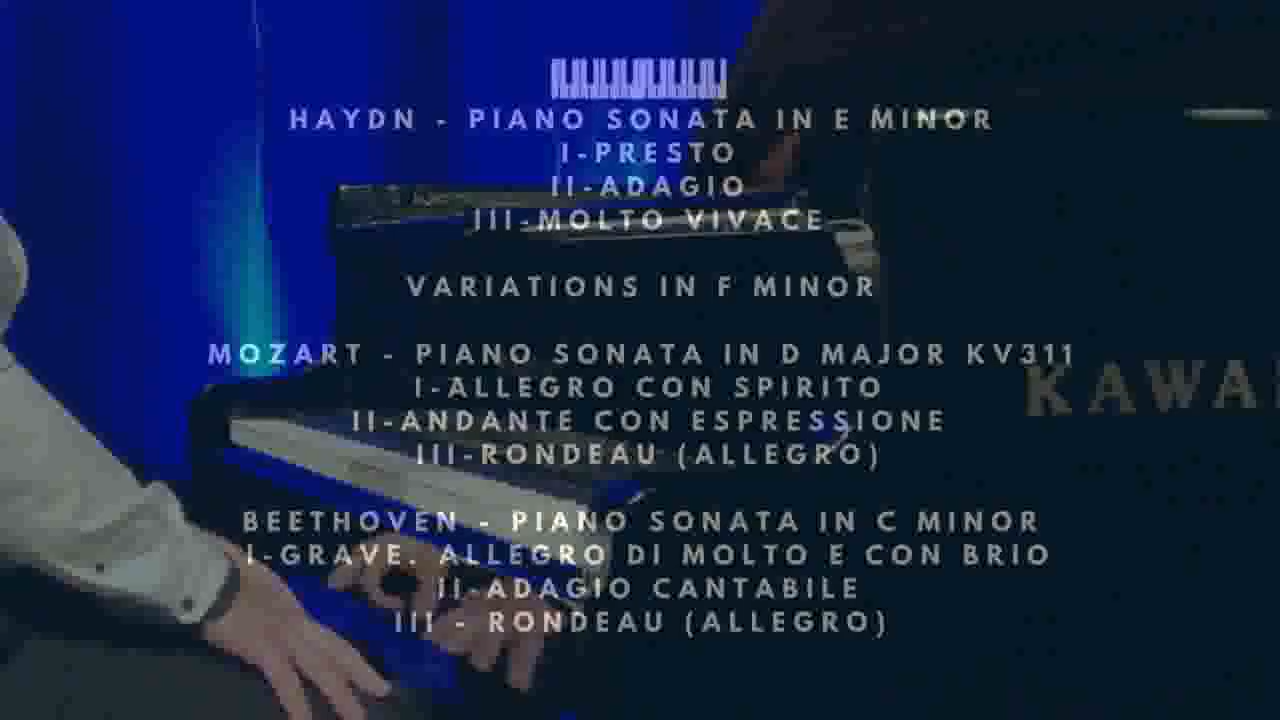 HAYDN - PIANO SONATA IN E MINOR
I-PRESTO
II-ADAGIO
III-MOLTO VIVACE
VARIATIONS IN F MINOR
MOZART - PIANO SONATA IN D MAJOR KV311
I-ALLEGRO CON SPIRITO
II-ANDANTE CON ESPRESSIONE
III-RONDEAU (ALLEGRO)
BEETHOVEN - PIANO SONATA IN C MINOR
I-GRAVE. ALLEGRO DI MOLTO E CON BRIO
II-ADAGIO CANTABILE
III - RONDEAU (ALLEGRO)
KAWA